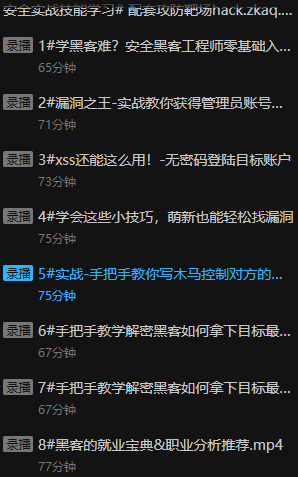 安全实战技能学习# 配套攻防靶场hack.zkaq....
录播 1#学黑客难？安全黑客工程师零基础入...
65分钟
录播 2#漏洞之王-实战教你获得管理员账号...
71分钟
录播 3#xss还能这么用！-无密码登陆目标账户
73分钟
录播 4#学会这些小技巧，萌新也能轻松找漏洞
75分钟
录播 5#实战-手把手教你写木马控制对方的...
75分钟
录播 6#手把手教学解密黑客如何拿下目标最...
67分钟
录播 7#手把手教学解密黑客如何拿下目标最...
67分钟
录播 8#黑客的就业宝典&职业分析推荐.mp4
77分钟